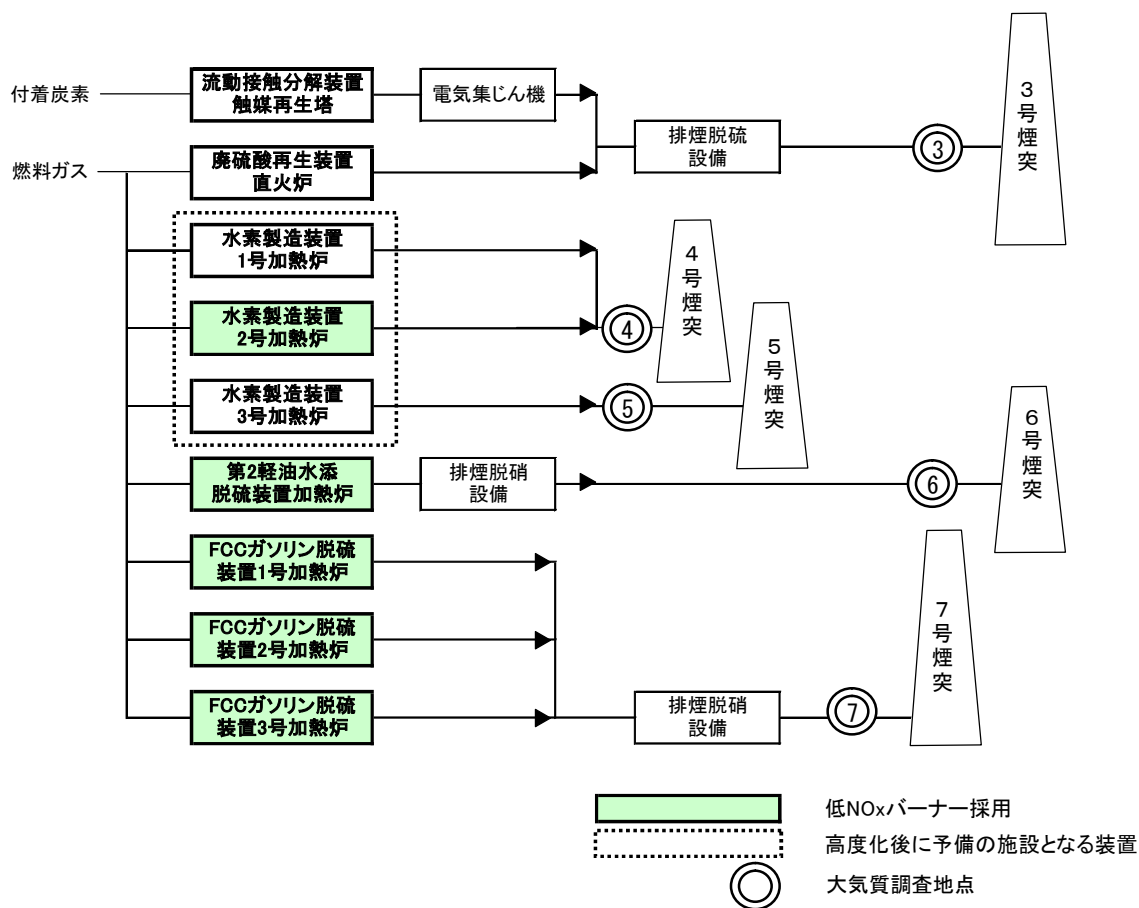 付着炭素
流動接触分解装置
触媒再生塔
電気集じん機
排煙脱硫
設備
③
3号煙突
燃料ガス
廃硫酸再生装置
直火炉
水素製造装置
1号加熱炉
水素製造装置
2号加熱炉
④
4号煙突
水素製造装置
3号加熱炉
⑤
5号煙突
第2軽油水添
脱硫装置加熱炉
排煙脱硝
設備
⑥
6号煙突
FCCガソリン脱硫
装置1号加熱炉
FCCガソリン脱硫
装置2号加熱炉
FCCガソリン脱硫
装置3号加熱炉
排煙脱硝
設備
⑦
7号煙突
低NOxバーナー採用
高度化後に予備の施設となる装置
大気質調査地点